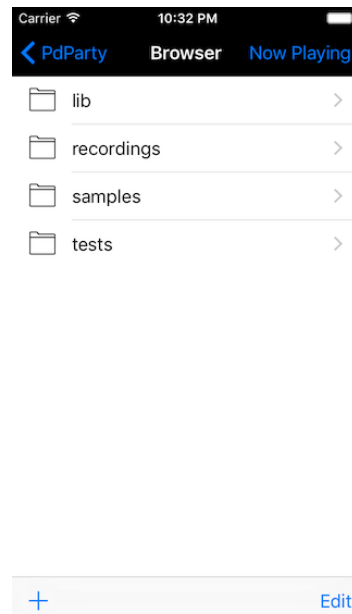 Carrier 10:32 PM
PdParty Browser Now Playing
lib
recordings
samples
tests
+ Edit